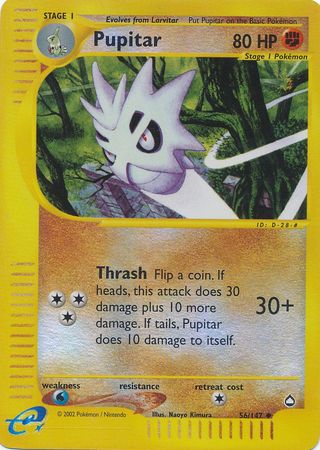 STAGE 1
Evolves from Larvitar
Put Pupitar on the Basic Pokémon
Pupitar
80 HP
Stage 1 Pokémon
ID: D-28-#
Thrash Flip a coin. If
heads, this attack does 30
damage plus 10 more
damage. If tails, Pupitar
does 10 damage to itself.
30+
weakness
resistance
retreat cost
e
© 2002 Pokémon / Nintendo
Illus. Naoyo Kimura
56/147